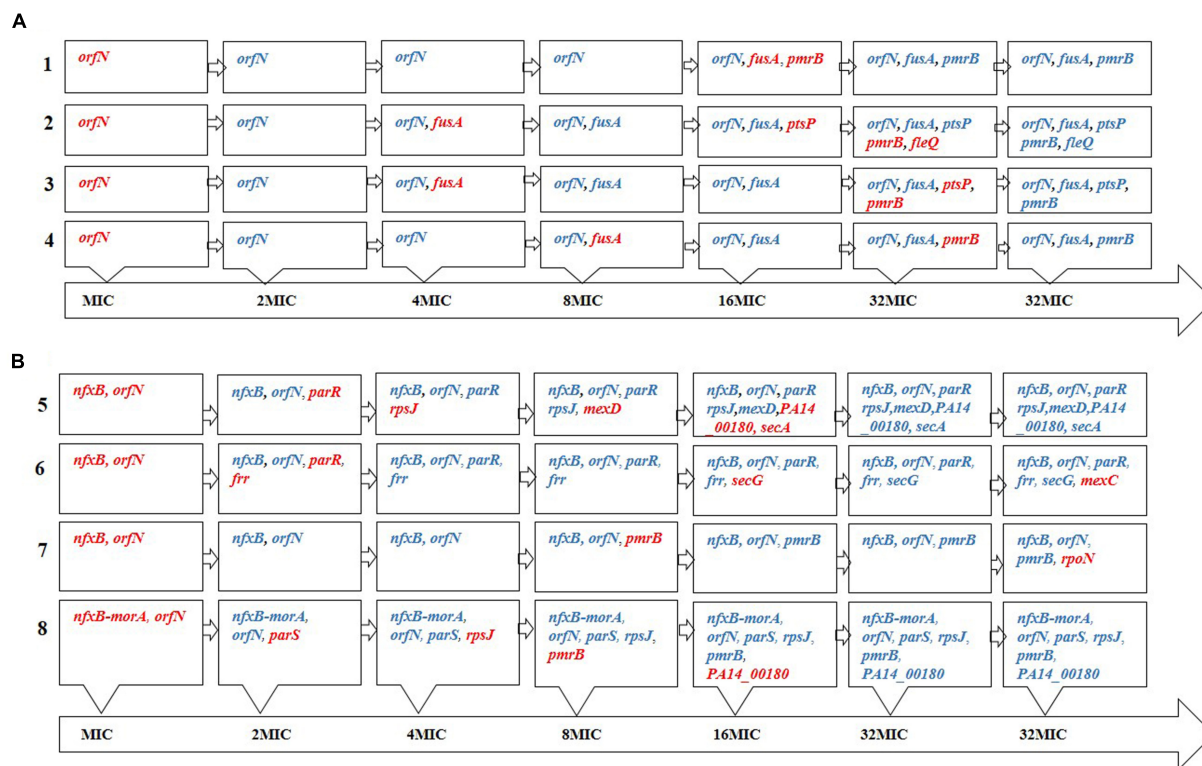 A
1
orfN
orfN
orfN
orfN
orfN, fusA, pmrB
orfN, fusA, pmrB
orfN, fusA, pmrB
2
orfN
orfN
orfN, fusA
orfN, fusA
orfN, fusA, ptsP
orfN, fusA, ptsP
pmrB, fleQ
orfN, fusA, ptsP
pmrB, fleQ
3
orfN
orfN
orfN, fusA
orfN, fusA
orfN, fusA
orfN, fusA, ptsP,
pmrB
orfN, fusA, ptsP,
pmrB
4
orfN
orfN
orfN
orfN, fusA
orfN, fusA
orfN, fusA, pmrB
orfN, fusA, pmrB
MIC
2MIC
4MIC
8MIC
16MIC
32MIC
32MIC
B
5
nfxB, orfN
nfxB, orfN, parR
nfxB, orfN, parR
rpsJ
nfxB, orfN, parR
rpsJ, mexD
nfxB, orfN, parR
rpsJ,mexD,PA14
_00180, secA
nfxB, orfN, parR
rpsJ,mexD,PA14
_00180, secA
nfxB, orfN, parR
rpsJ,mexD,PA14
_00180, secA
6
nfxB, orfN
nfxB, orfN, parR,
frr
nfxB, orfN, parR,
frr
nfxB, orfN, parR,
frr
nfxB, orfN, parR,
frr, secG
nfxB, orfN, parR,
frr, secG
nfxB, orfN, parR,
frr, secG, mexC
7
nfxB, orfN
nfxB, orfN
nfxB, orfN
nfxB, orfN, pmrB
nfxB, orfN, pmrB
nfxB, orfN, pmrB
nfxB, orfN,
pmrB, rpoN
8
nfxB-morA, orfN
nfxB-morA,
orfN, parS
nfxB-morA,
orfN, parS, rpsJ
nfxB-morA,
orfN, parS, rpsJ,
pmrB
nfxB-morA,
orfN, parS, rpsJ,
pmrB,
PA14_00180
nfxB-morA,
orfN, parS, rpsJ,
pmrB,
PA14_00180
nfxB-morA,
orfN, parS, rpsJ,
pmrB,
PA14_00180
MIC
2MIC
4MIC
8MIC
16MIC
32MIC
32MIC